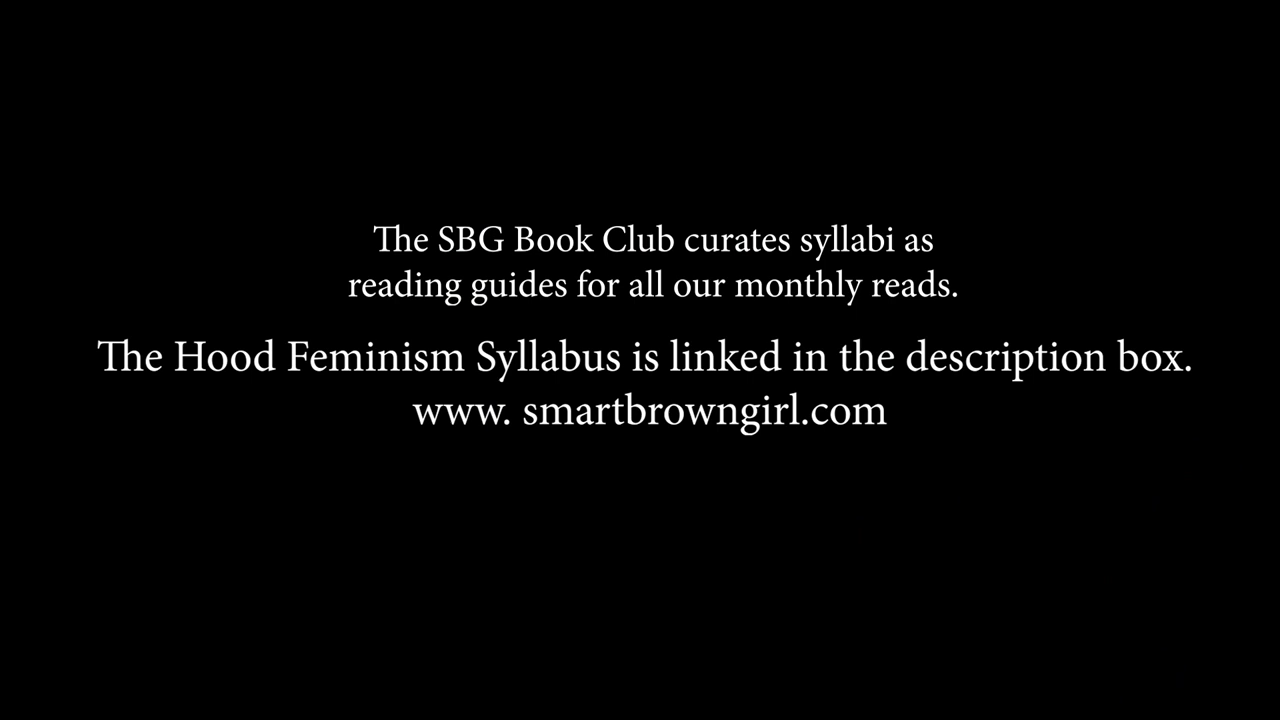 The SBG Book Club curates syllabi as
reading guides for all our monthly reads.
The Hood Feminism Syllabus is linked in the description box.
www. smartbrowngirl.com